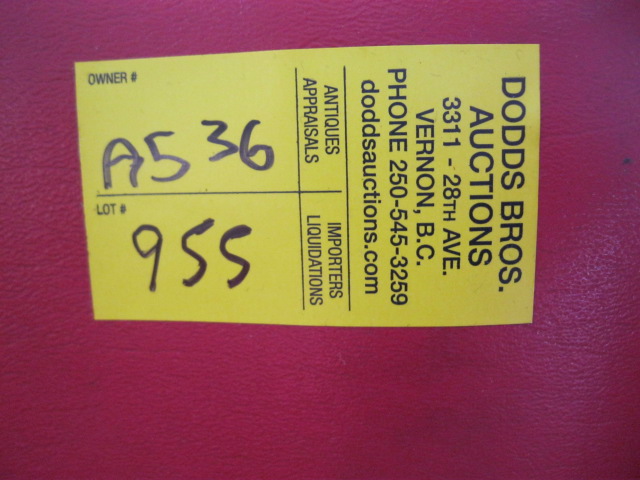 OWNER #
A536
LOT #
955
ANTIQUES
APPRAISALS
IMPORTERS
LIQUIDATIONS
DODDS BROS.
AUCTIONS
3311 - 28TH AVE.
VERNON, B.C.
PHONE 250-545-3259
doddsauctions.com